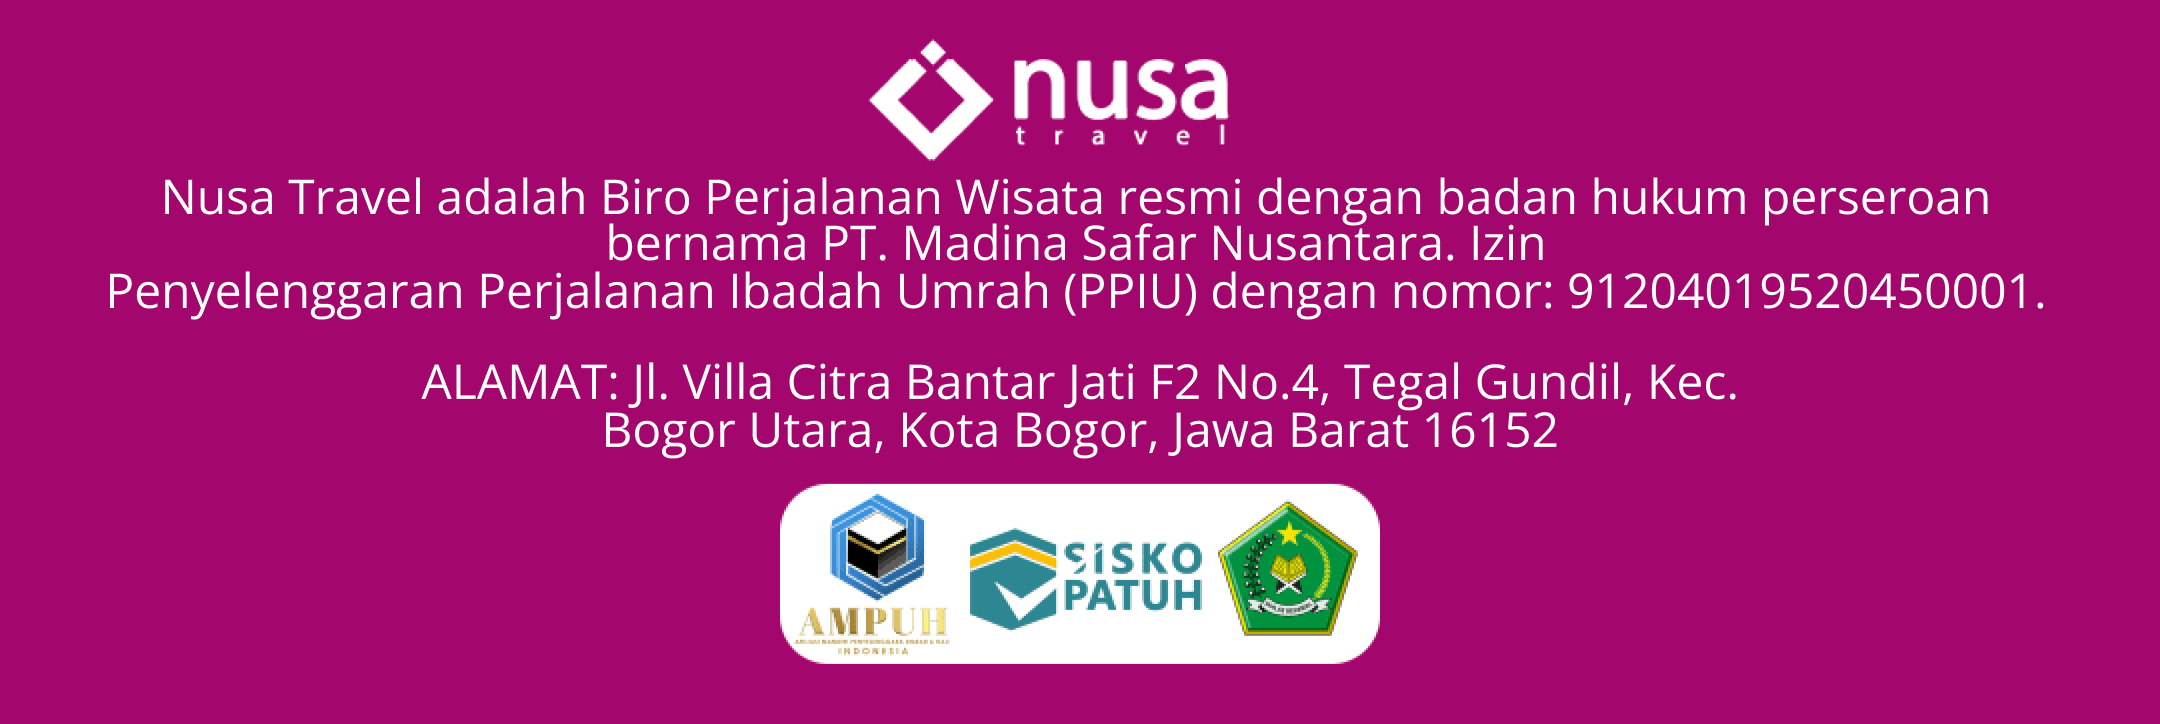 nusa
travel
Nusa Travel adalah Biro Perjalanan Wisata resmi dengan badan hukum perseroan
bernama PT. Madina Safar Nusantara. Izin
Penyelenggaran Perjalanan Ibadah Umrah (PPIU) dengan nomor: 91204019520450001.
ALAMAT: Jl. Villa Citra Bantar Jati F2 No.4, Tegal Gundil, Kec.
Bogor Utara, Kota Bogor, Jawa Barat 16152
AMPUH
INDONESIA
SISKO
PATUH